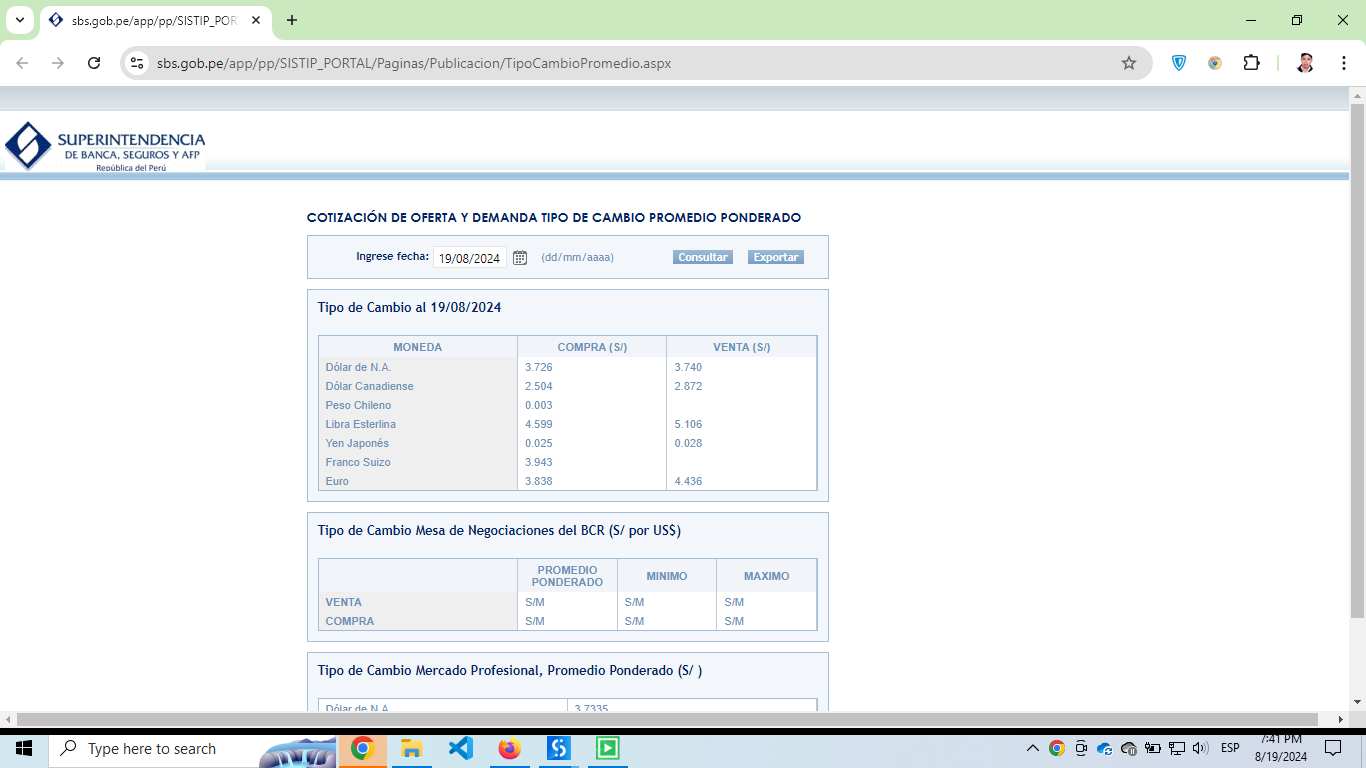 sbs.gob.pe/app/pp/SISTIP_POR
sbs.gob.pe/app/pp/SISTIP_PORTAL/Paginas/Publicacion/TipoCambioPromedio.aspx
SUPERINTENDENCIA
DE BANCA, SEGUROS Y AFP
República del Perú
COTIZACIÓN DE OFERTA Y DEMANDA TIPO DE CAMBIO PROMEDIO PONDERADO
Ingrese fecha: 19/08/2024 (dd/mm/aaaa) Consultar Exportar
Tipo de Cambio al 19/08/2024
MONEDA COMPRA (S/) VENTA (S/)
Dólar de N.A. 3.726 3.740
Dólar Canadiense 2.504 2.872
Peso Chileno 0.003
Libra Esterlina 4.599 5.106
Yen Japonés 0.025 0.028
Franco Suizo 3.943
Euro 3.838 4.436
Tipo de Cambio Mesa de Negociaciones del BCR (S/ por US$)
PROMEDIO PONDERADO MINIMO MAXIMO
VENTA S/M S/M S/M
COMPRA S/M S/M S/M
Tipo de Cambio Mercado Profesional, Promedio Ponderado (S/ )
Dólar de N.A. 3.7335
Type here to search
ESP
7:41 PM
8/19/2024